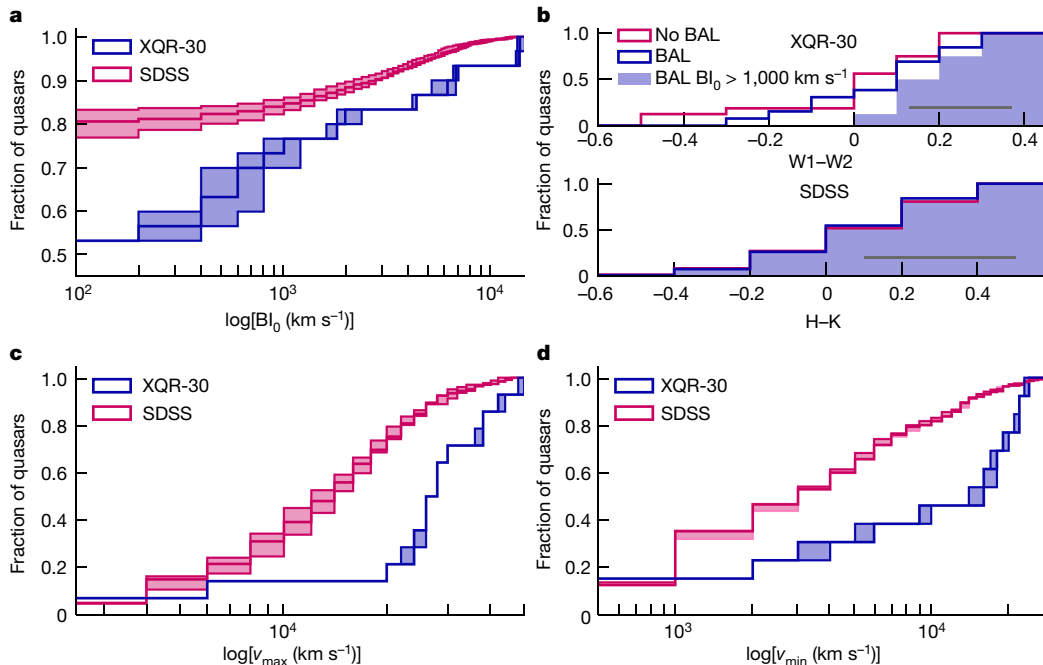 a
XQR-30
SDSS
Fraction of quasars
1.0
0.9
0.8
0.7
0.6
0.5
10²
10³
10⁴
log[BI₀ (km s⁻¹)]
b
No BAL
BAL
BAL BI₀ > 1,000 km s⁻¹
XQR-30
Fraction of quasars
1.0
0.5
0
−0.6
−0.4
−0.2
0
0.2
0.4
W1–W2
SDSS
1.0
0.5
0
−0.6
−0.4
−0.2
0
0.2
0.4
H–K
c
XQR-30
SDSS
Fraction of quasars
1.0
0.8
0.6
0.4
0.2
0
10⁴
log[vmax (km s⁻¹)]
d
XQR-30
SDSS
Fraction of quasars
1.0
0.8
0.6
0.4
0.2
0
10³
10⁴
log[vmin (km s⁻¹)]